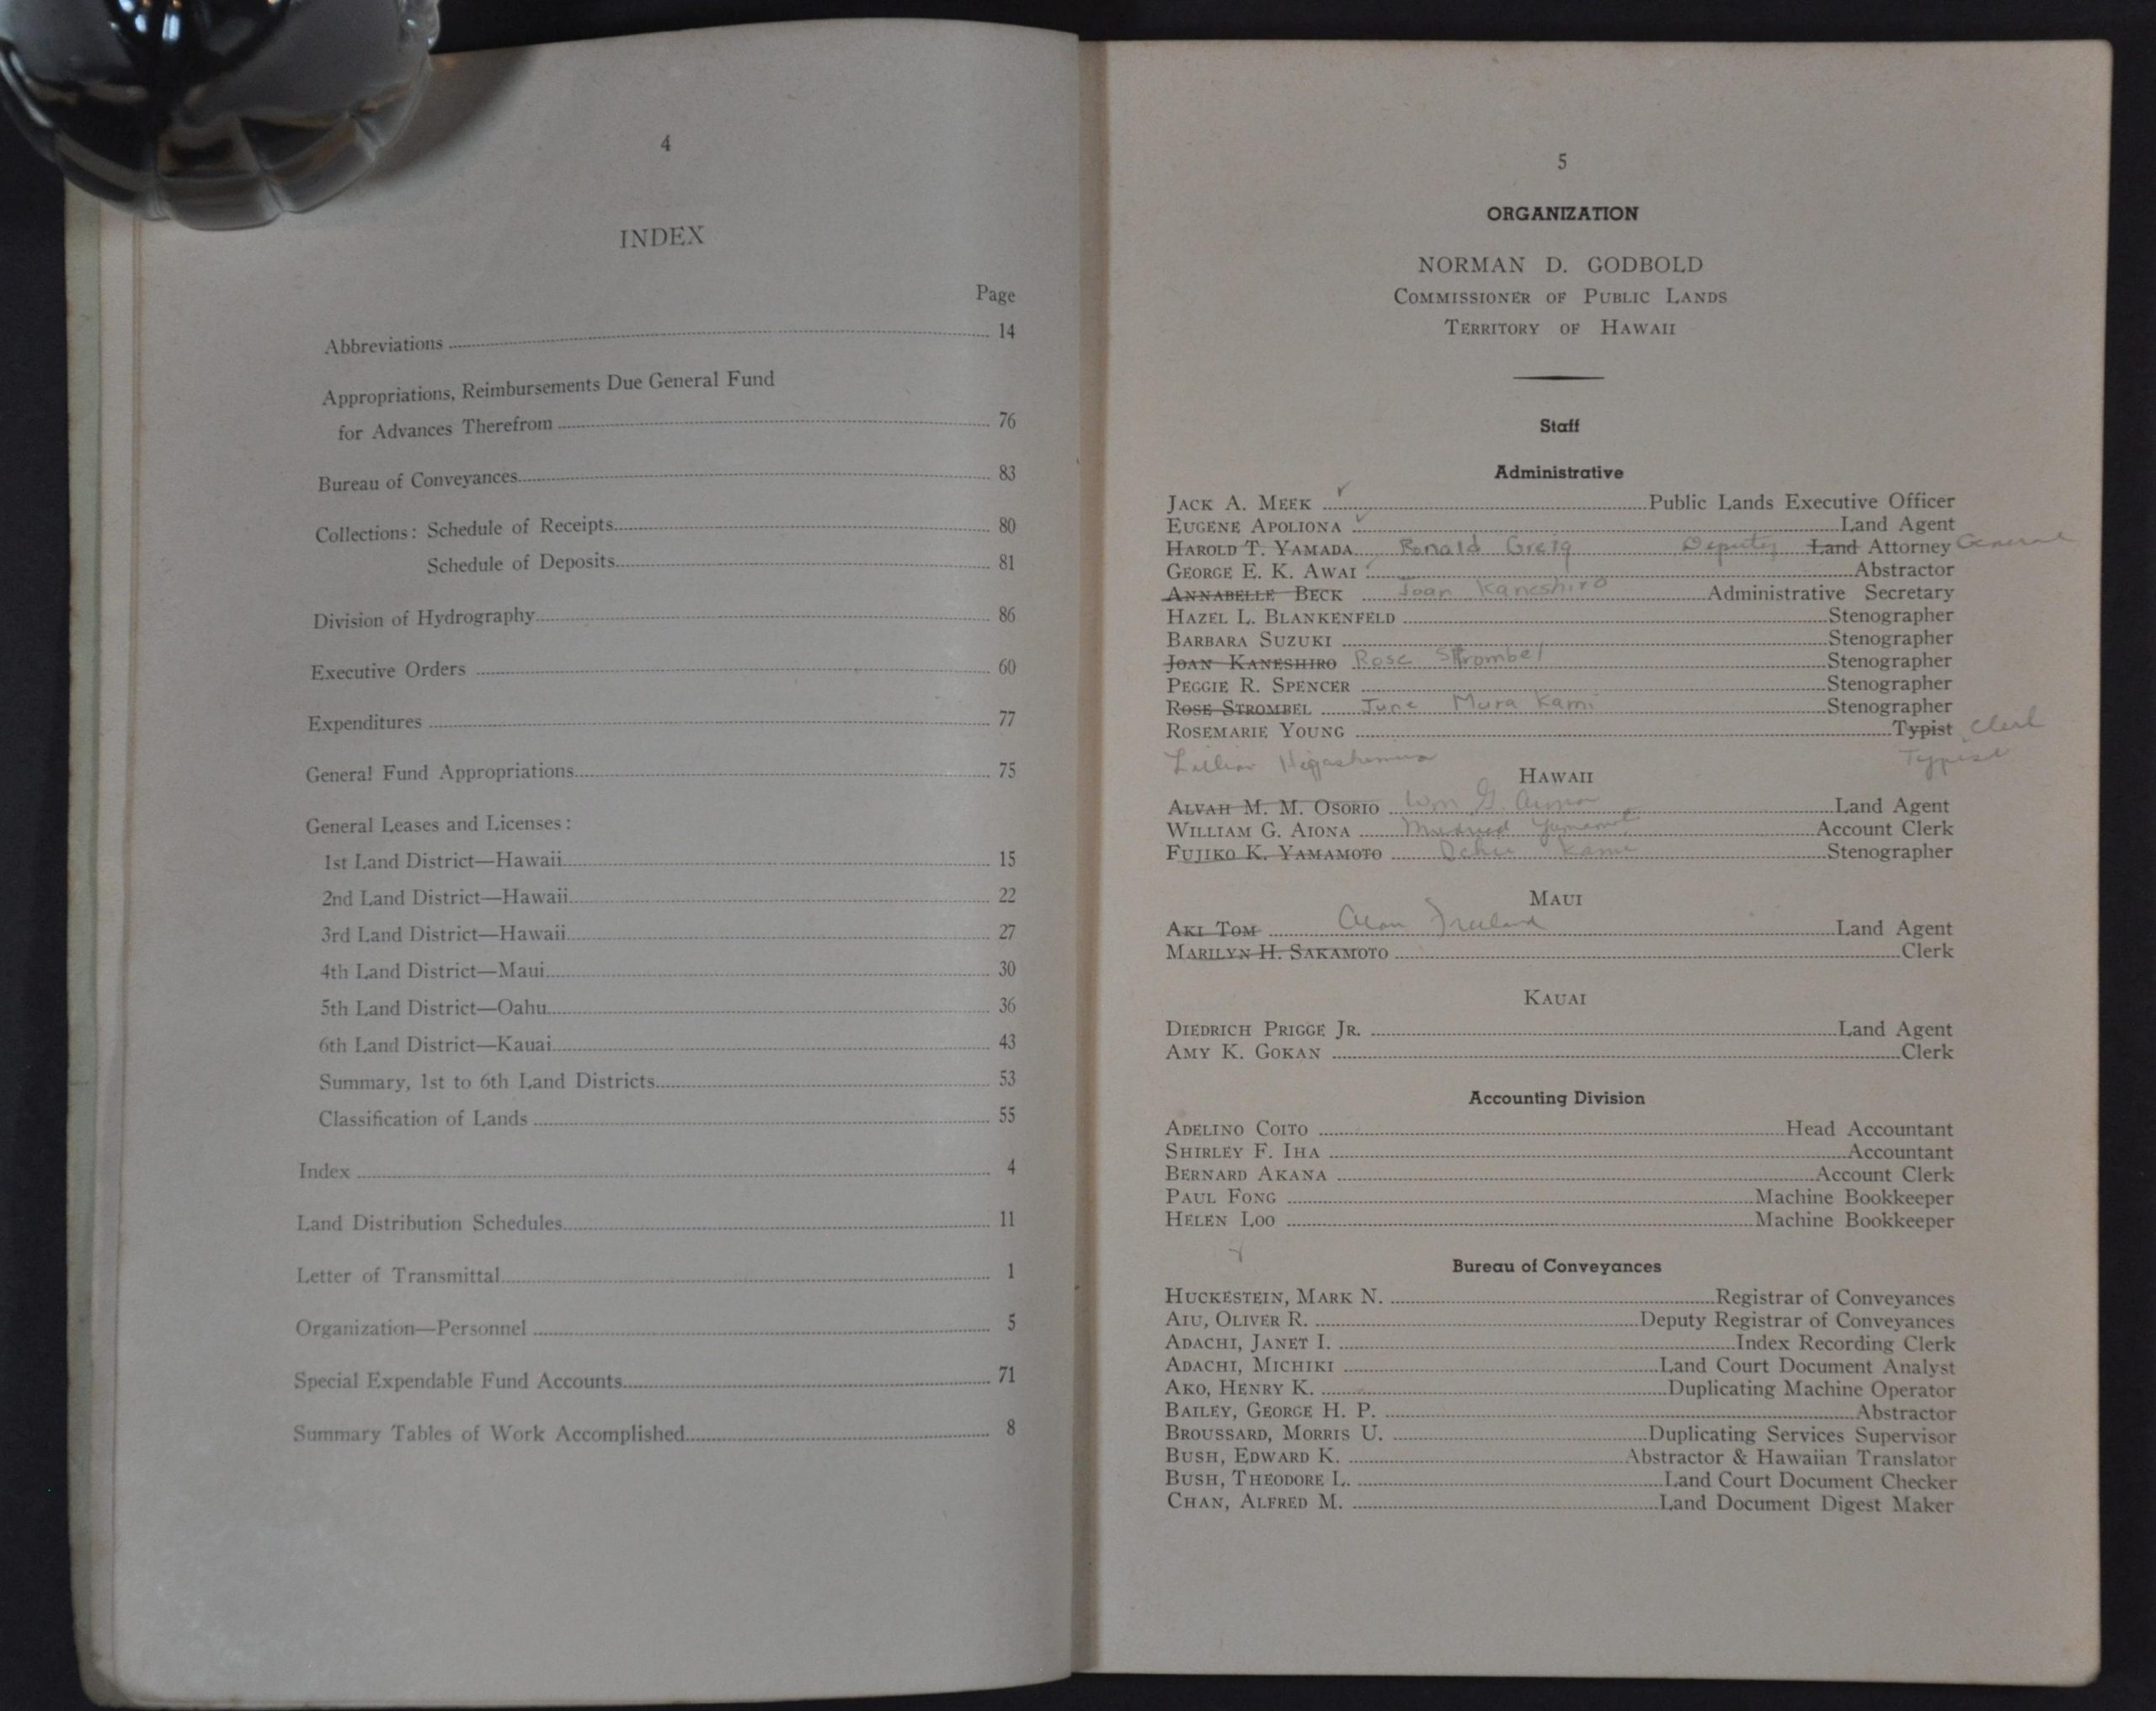 4
INDEX
Page
Abbreviations 14
Appropriations, Reimbursements Due General Fund
for Advances Therefrom 76
Bureau of Conveyances 83
Collections: Schedule of Receipts 80
Schedule of Deposits 81
Division of Hydrography 86
Executive Orders 60
Expenditures 77
General Fund Appropriations 75
General Leases and Licenses:
1st Land District—Hawaii 15
2nd Land District—Hawaii 22
3rd Land District—Hawaii 27
4th Land District—Maui 30
5th Land District—Oahu 36
6th Land District—Kauai 43
Summary, 1st to 6th Land Districts 53
Classification of Lands 55
Index 4
Land Distribution Schedules 11
Letter of Transmittal 1
Organization—Personnel 5
Special Expendable Fund Accounts 71
Summary Tables of Work Accomplished 8
5
ORGANIZATION
NORMAN D. GODBOLD
COMMISSIONER OF PUBLIC LANDS
TERRITORY OF HAWAII
Staff
Administrative
JACK A. MEEK Public Lands Executive Officer
EUGENE APOLIONA Land Agent
HAROLD T. YAMADA Ronald Greig Deputy Land Attorney General
GEORGE E. K. AWAI Abstractor
ANNABELLE BECK Joan Kaneshiro Administrative Secretary
HAZEL L. BLANKENFELD Stenographer
BARBARA SUZUKI Stenographer
JOAN KANESHIRO Rose Strombel Stenographer
PEGGIE R. SPENCER Stenographer
ROSE STROMBEL June Mura Kami Stenographer
ROSEMARIE YOUNG Typist Clerk
Lillian Typist
HAWAII
ALVAH M. M. OSORIO Wm G. Aiona Land Agent
WILLIAM G. AIONA Account Clerk
FUJIKO K. YAMAMOTO Stenographer
MAUI
AKI TOM Land Agent
MARILYN H. SAKAMOTO Clerk
KAUAI
DIEDRICH PRIGGE JR. Land Agent
AMY K. GOKAN Clerk
Accounting Division
ADELINO COITO Head Accountant
SHIRLEY F. IHA Accountant
BERNARD AKANA Account Clerk
PAUL FONG Machine Bookkeeper
HELEN LOO Machine Bookkeeper
Bureau of Conveyances
HUCKESTEIN, MARK N. Registrar of Conveyances
AIU, OLIVER R. Deputy Registrar of Conveyances
ADACHI, JANET I. Index Recording Clerk
ADACHI, MICHIKI Land Court Document Analyst
AKO, HENRY K. Duplicating Machine Operator
BAILEY, GEORGE H. P. Abstractor
BROUSSARD, MORRIS U. Duplicating Services Supervisor
BUSH, EDWARD K. Abstractor & Hawaiian Translator
BUSH, THEODORE L. Land Court Document Checker
CHAN, ALFRED M. Land Document Digest Maker